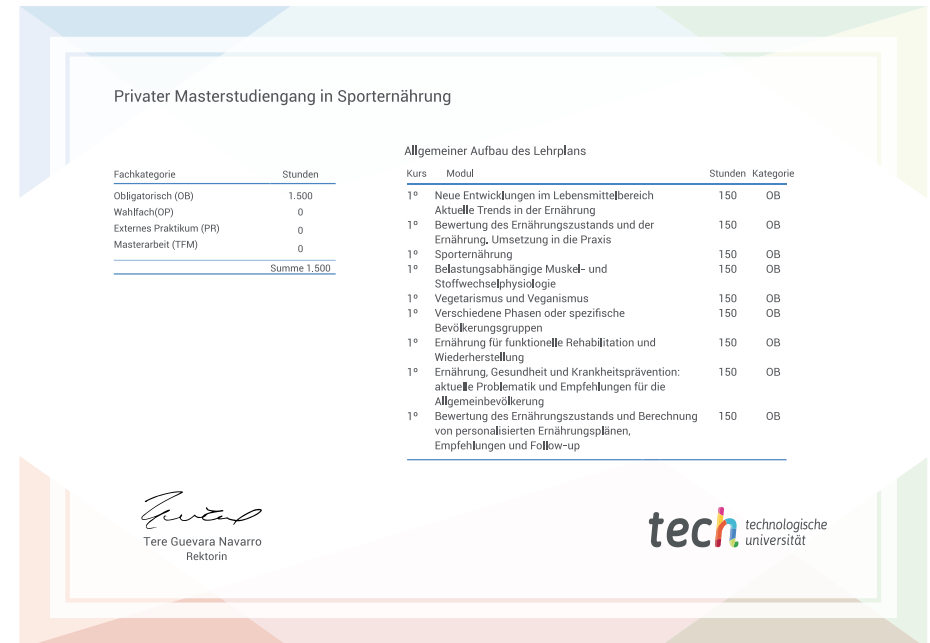 Privater Masterstudiengang in Sporternährung
Fachkategorie Stunden
Obligatorisch (OB) 1.500
Wahlfach(OP) 0
Externes Praktikum (PR) 0
Masterarbeit (TFM) 0
Summe 1.500
Allgemeiner Aufbau des Lehrplans
Kurs Modul Stunden Kategorie
1º Neue Entwicklungen im Lebensmittelbereich 150 OB
Aktuelle Trends in der Ernährung
1º Bewertung des Ernährungszustands und der 150 OB
Ernährung, Umsetzung in die Praxis
1º Sporternährung 150 OB
1º Belastungsabhängige Muskel- und 150 OB
Stoffwechselphysiologie
1º Vegetarismus und Veganismus 150 OB
1º Verschiedene Phasen oder spezifische 150 OB
Bevölkerungsgruppen
1º Ernährung für funktionelle Rehabilitation und 150 OB
Wiederherstellung
1º Ernährung, Gesundheit und Krankheitsprävention: 150 OB
aktuelle Problematik und Empfehlungen für die
Allgemeinbevölkerung
1º Bewertung des Ernährungszustands und Berechnung 150 OB
von personalisierten Ernährungsplänen,
Empfehlungen und Follow-up
Tere Guevara Navarro
Rektorin
tech technologische
universität